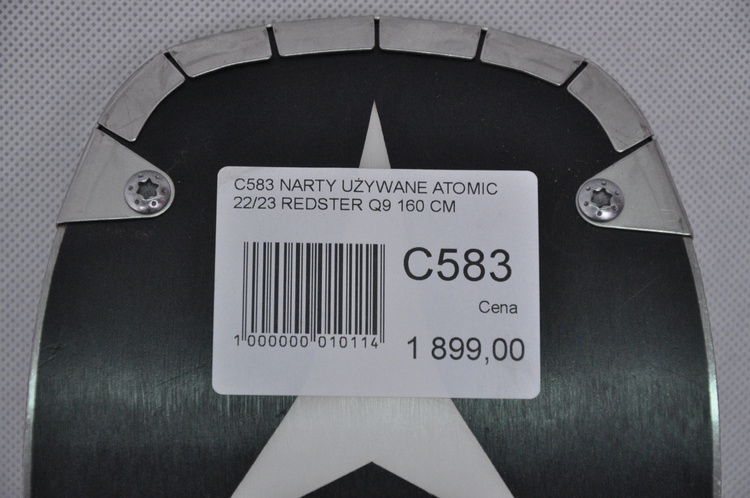 C583 NARTY UŻYWANE ATOMIC
22/23 REDSTER Q9 160 CM
C583
Cena
1 000000 010114
1 899,00